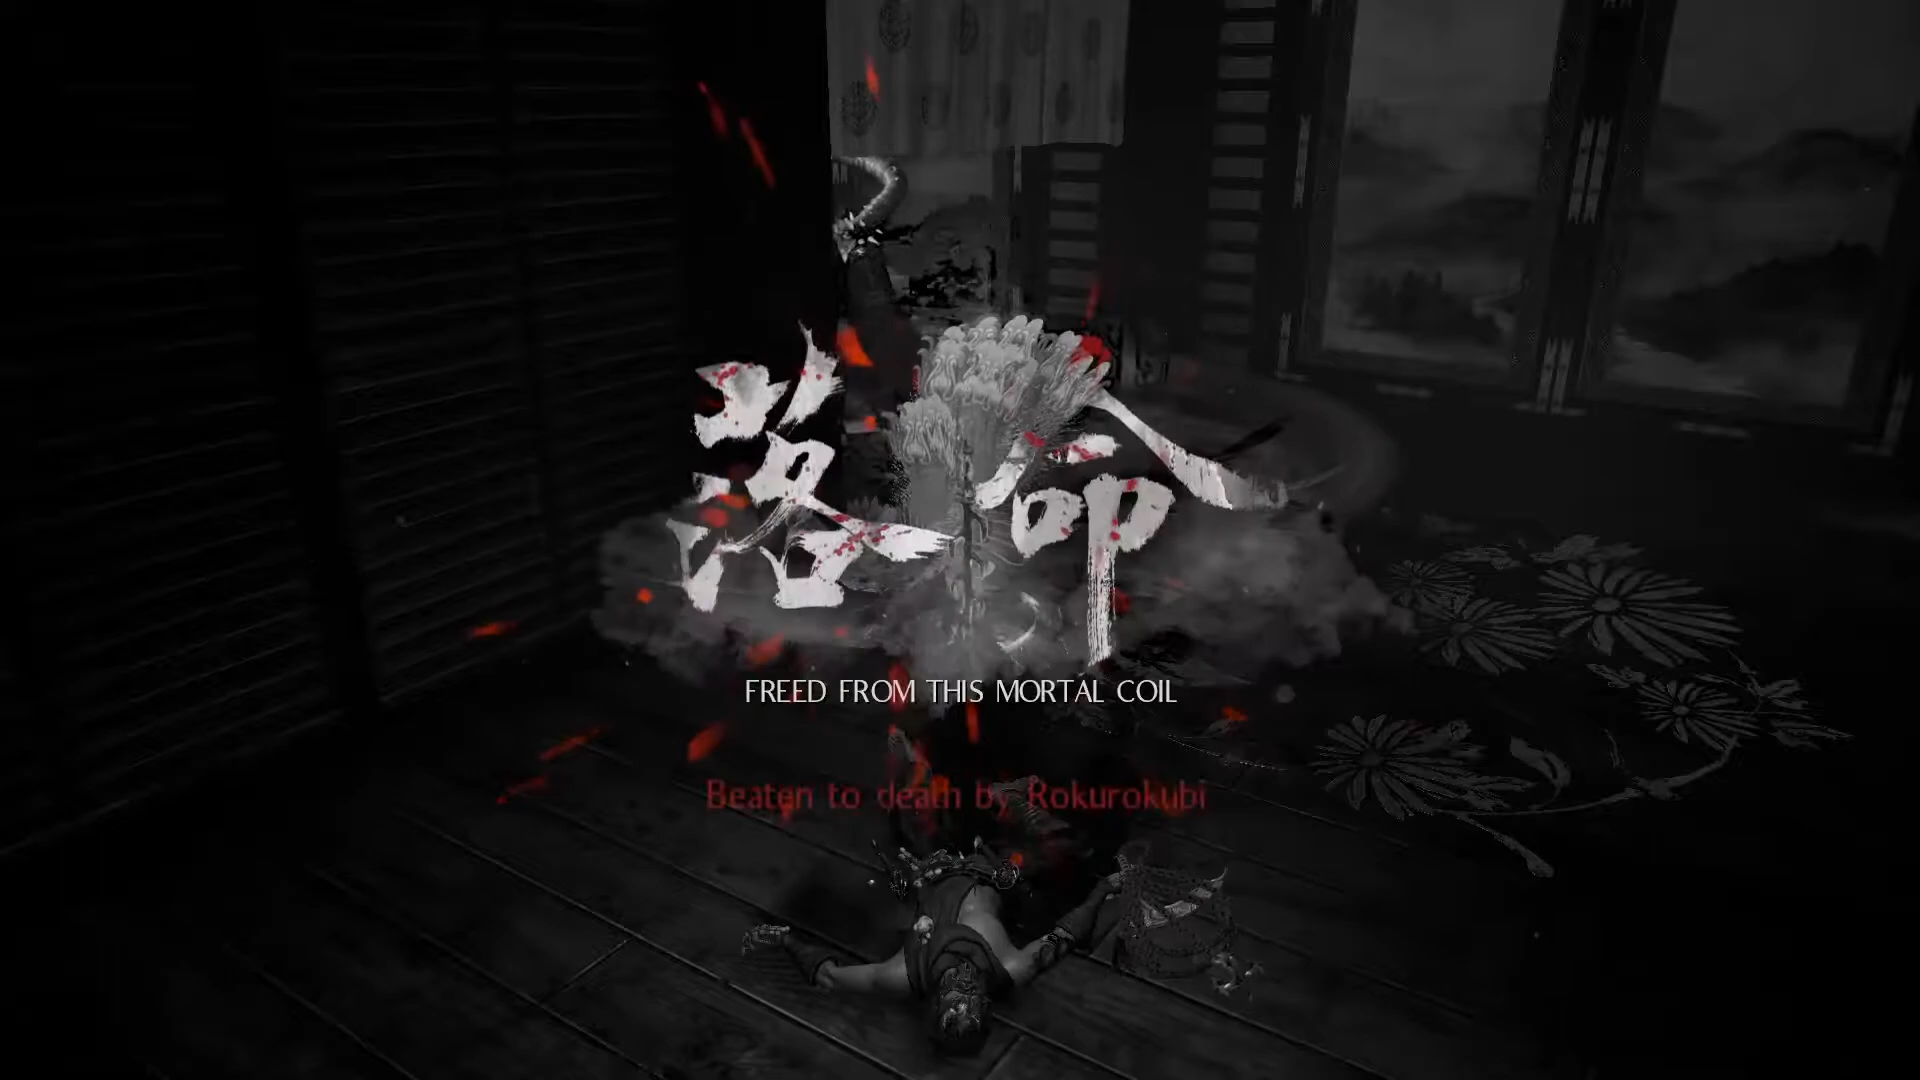 落命
FREED FROM THIS MORTAL COIL
Beaten to death by Rokurokubi